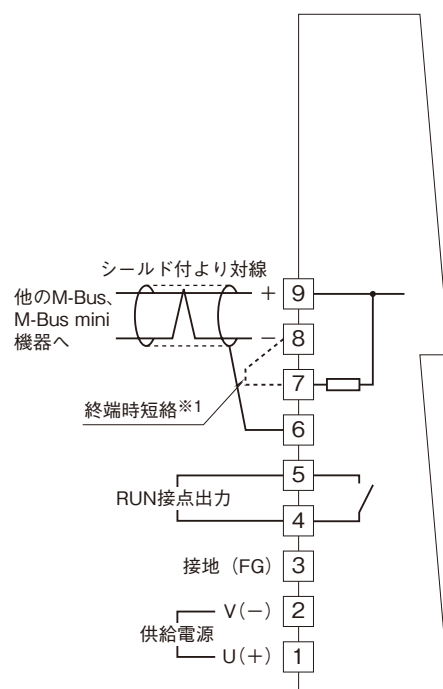 シールド付より対線
他のM-Bus、
M-Bus mini
機器へ
+ 9
− 8
7
終端時短絡※1
6
5
RUN接点出力
4
接地（FG） 3
V(−) 2
供給電源
U(+) 1